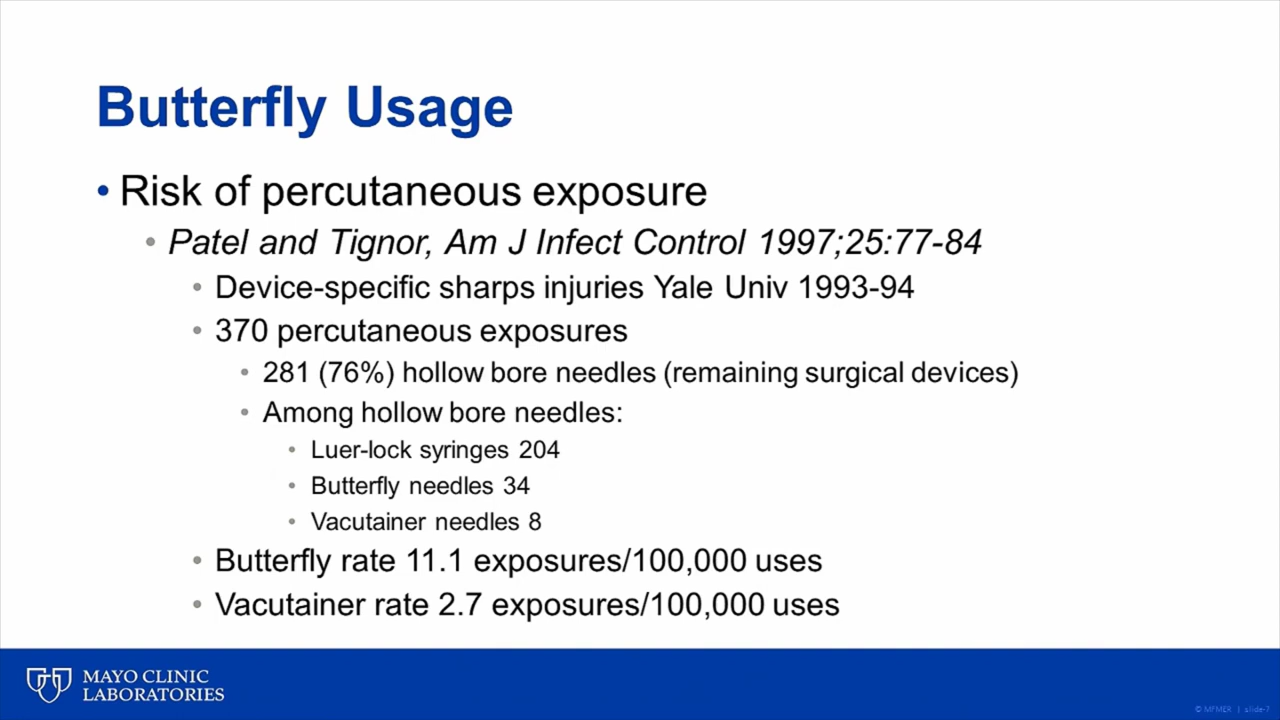 Butterfly Usage
• Risk of percutaneous exposure
• Patel and Tignor, Am J Infect Control 1997;25:77-84
• Device-specific sharps injuries Yale Univ 1993-94
• 370 percutaneous exposures
• 281 (76%) hollow bore needles (remaining surgical devices)
• Among hollow bore needles:
• Luer-lock syringes 204
• Butterfly needles 34
• Vacutainer needles 8
• Butterfly rate 11.1 exposures/100,000 uses
• Vacutainer rate 2.7 exposures/100,000 uses
MAYO CLINIC
LABORATORIES
© MFMER | slide-7